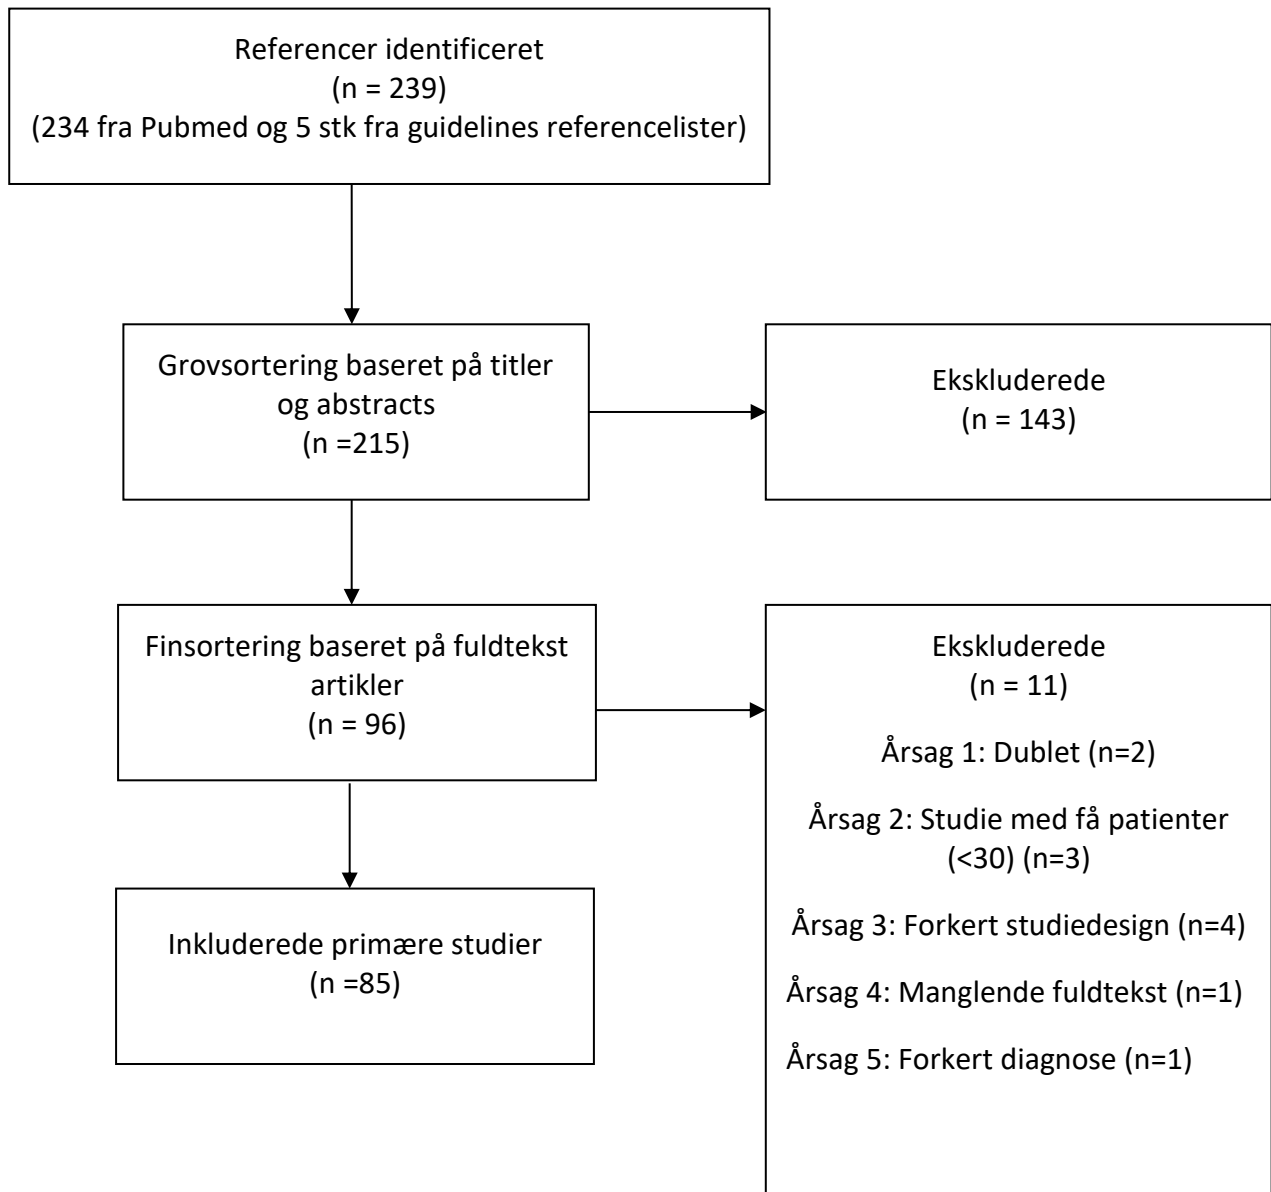 Referencer identificeret
(n = 239)
(234 fra Pubmed og 5 stk fra guidelines referencelister)
Grovsortering baseret på titler
og abstracts
(n =215)
Ekskluderede
(n = 143)
Finsortering baseret på fuldtekst
artikler
(n = 96)
Ekskluderede
(n = 11)
Årsag 1: Dublet (n=2)
Årsag 2: Studie med få patienter
(<30) (n=3)
Årsag 3: Forkert studiedesign (n=4)
Årsag 4: Manglende fuldtekst (n=1)
Årsag 5: Forkert diagnose (n=1)
Inkluderede primære studier
(n =85)